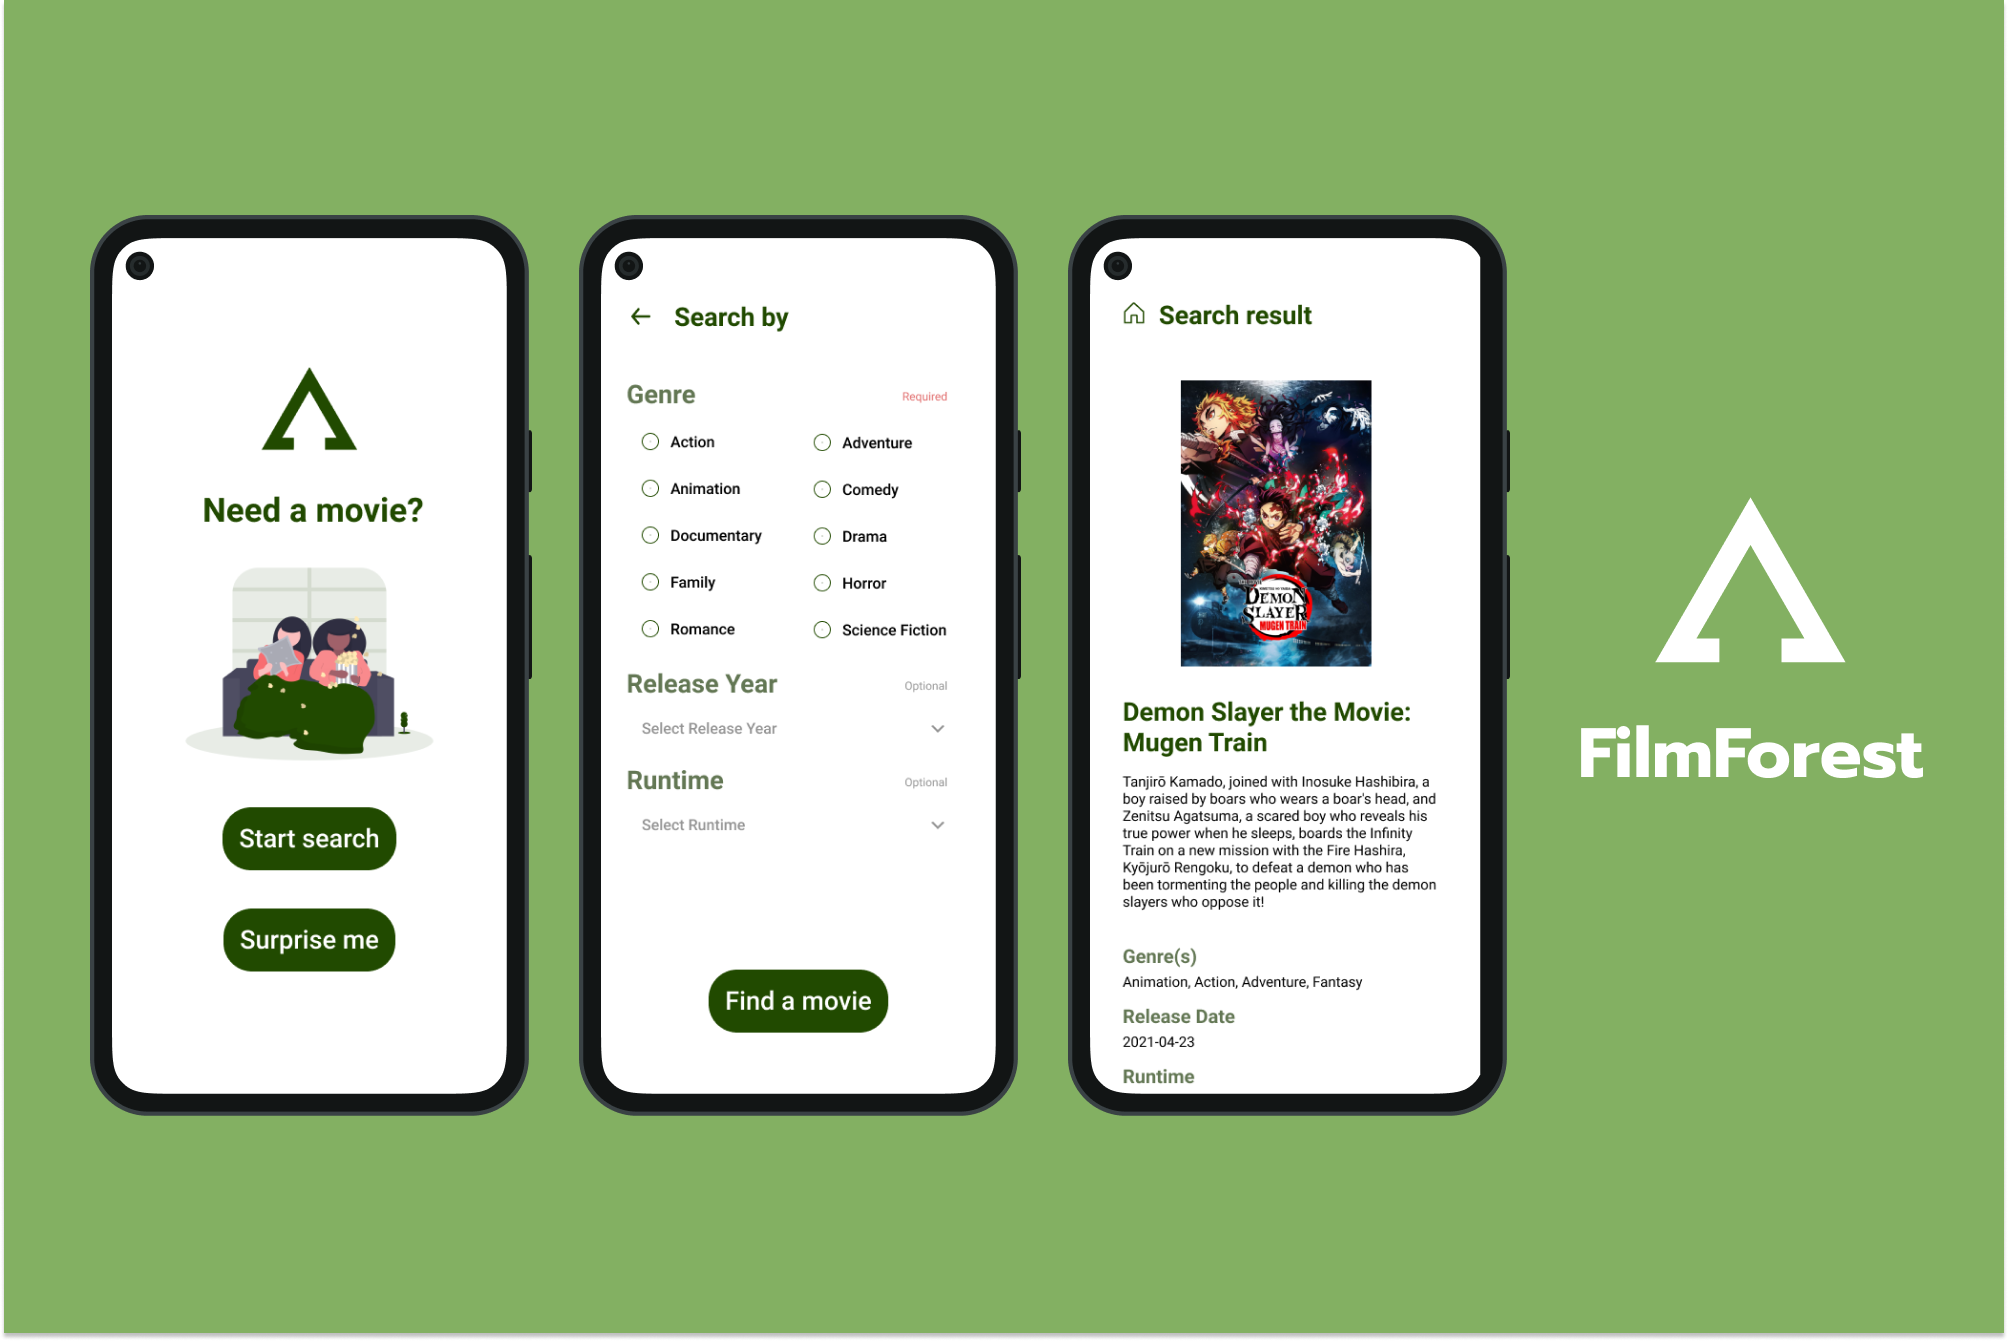 Need a movie?
Start search
Surprise me
Search by
Genre
Required
Action
Adventure
Animation
Comedy
Documentary
Drama
Family
Horror
Romance
Science Fiction
Release Year
Optional
Select Release Year
Runtime
Optional
Select Runtime
Find a movie
Search result
DEMON
SLAYER
MUGEN TRAIN
Demon Slayer the Movie:
Mugen Train
Tanjirō Kamado, joined with Inosuke Hashibira, a
boy raised by boars who wears a boar's head, and
Zenitsu Agatsuma, a scared boy who reveals his
true power when he sleeps, boards the Infinity
Train on a new mission with the Fire Hashira,
Kyōjurō Rengoku, to defeat a demon who has
been tormenting the people and killing the demon
slayers who oppose it!
Genre(s)
Animation, Action, Adventure, Fantasy
Release Date
2021-04-23
Runtime
FilmForest